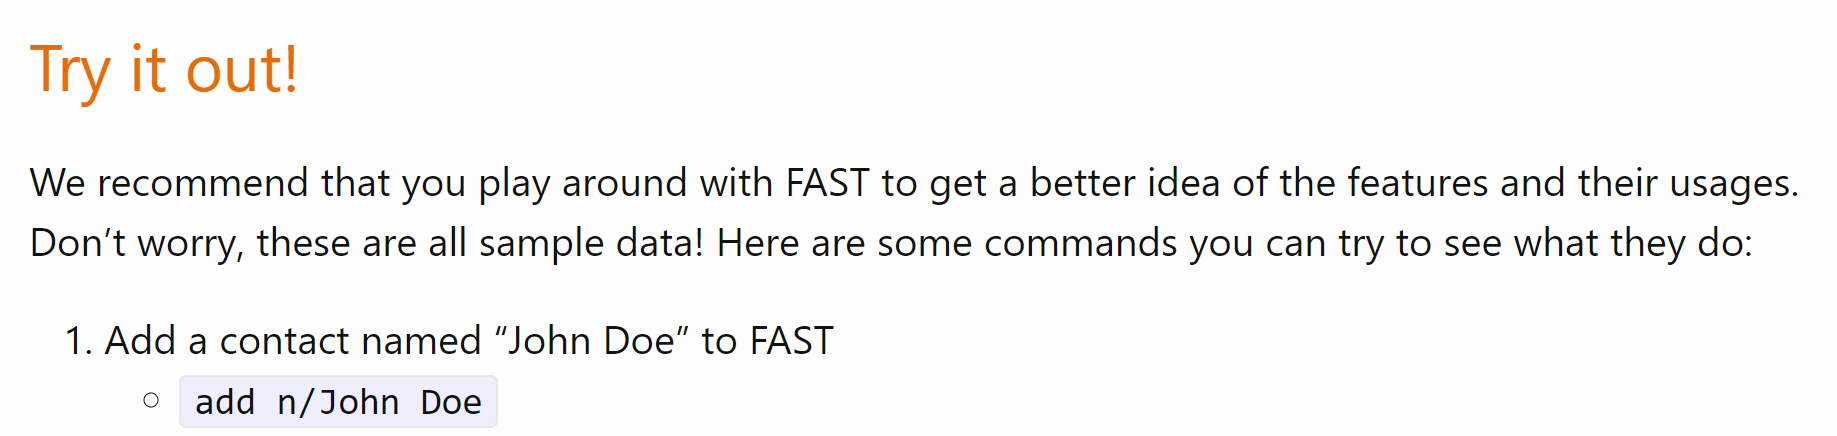 Try it out!
We recommend that you play around with FAST to get a better idea of the features and their usages.
Don’t worry, these are all sample data! Here are some commands you can try to see what they do:
1. Add a contact named “John Doe” to FAST
○ add n/John Doe